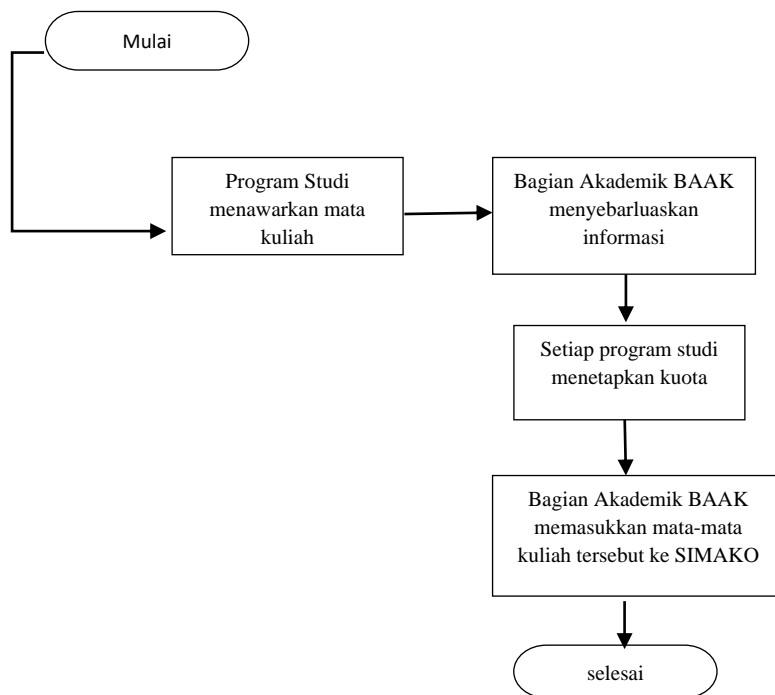 Mulai
Program Studi
menawarkan mata
kuliah
Bagian Akademik BAAK
menyebarluaskan
informasi
Setiap program studi
menetapkan kuota
Bagian Akademik BAAK
memasukkan mata-mata
kuliah tersebut ke SIMAKO
selesai